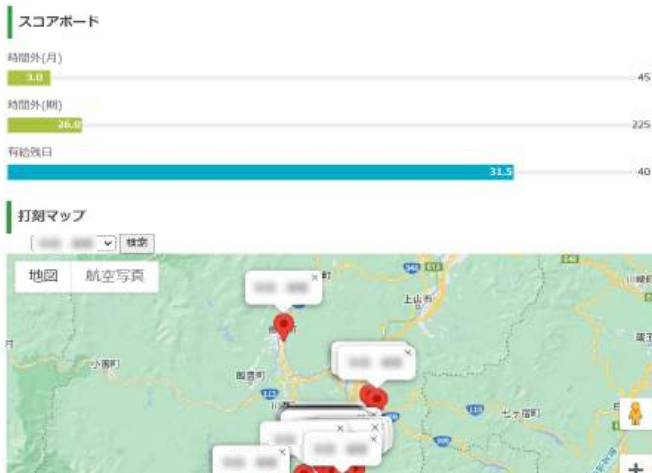 スコアボード
時間外(月)
3.0
45
時間外(期)
26.0
225
有給残日
31.5
40
打刻マップ
検索
地図
航空写真
上山市
小国町
飯豊町
七ヶ宿町